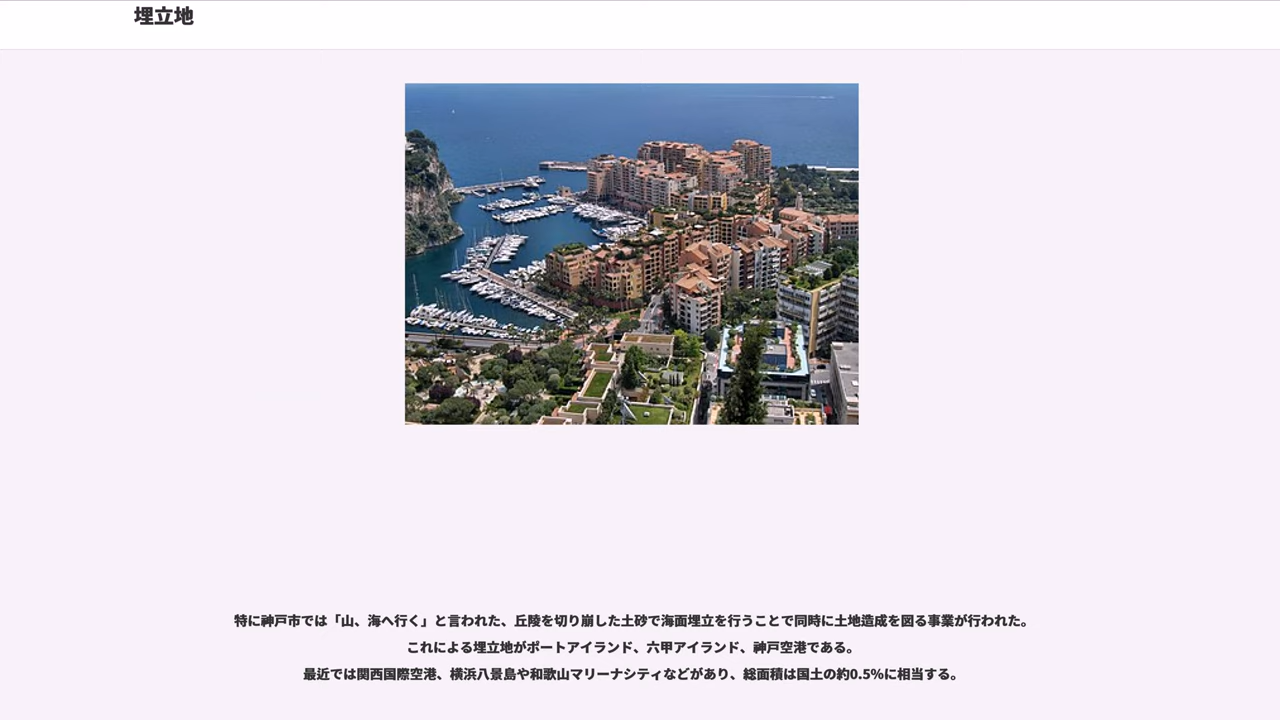 埋立地
特に神戸市では「山、海へ行く」と言われた、丘陵を切り崩した土砂で海面埋立を行うことで同時に土地造成を図る事業が行われた。
これによる埋立地がポートアイランド、六甲アイランド、神戸空港である。
最近では関西国際空港、横浜八景島や和歌山マリーナシティなどがあり、総面積は国土の約0.5%に相当する。